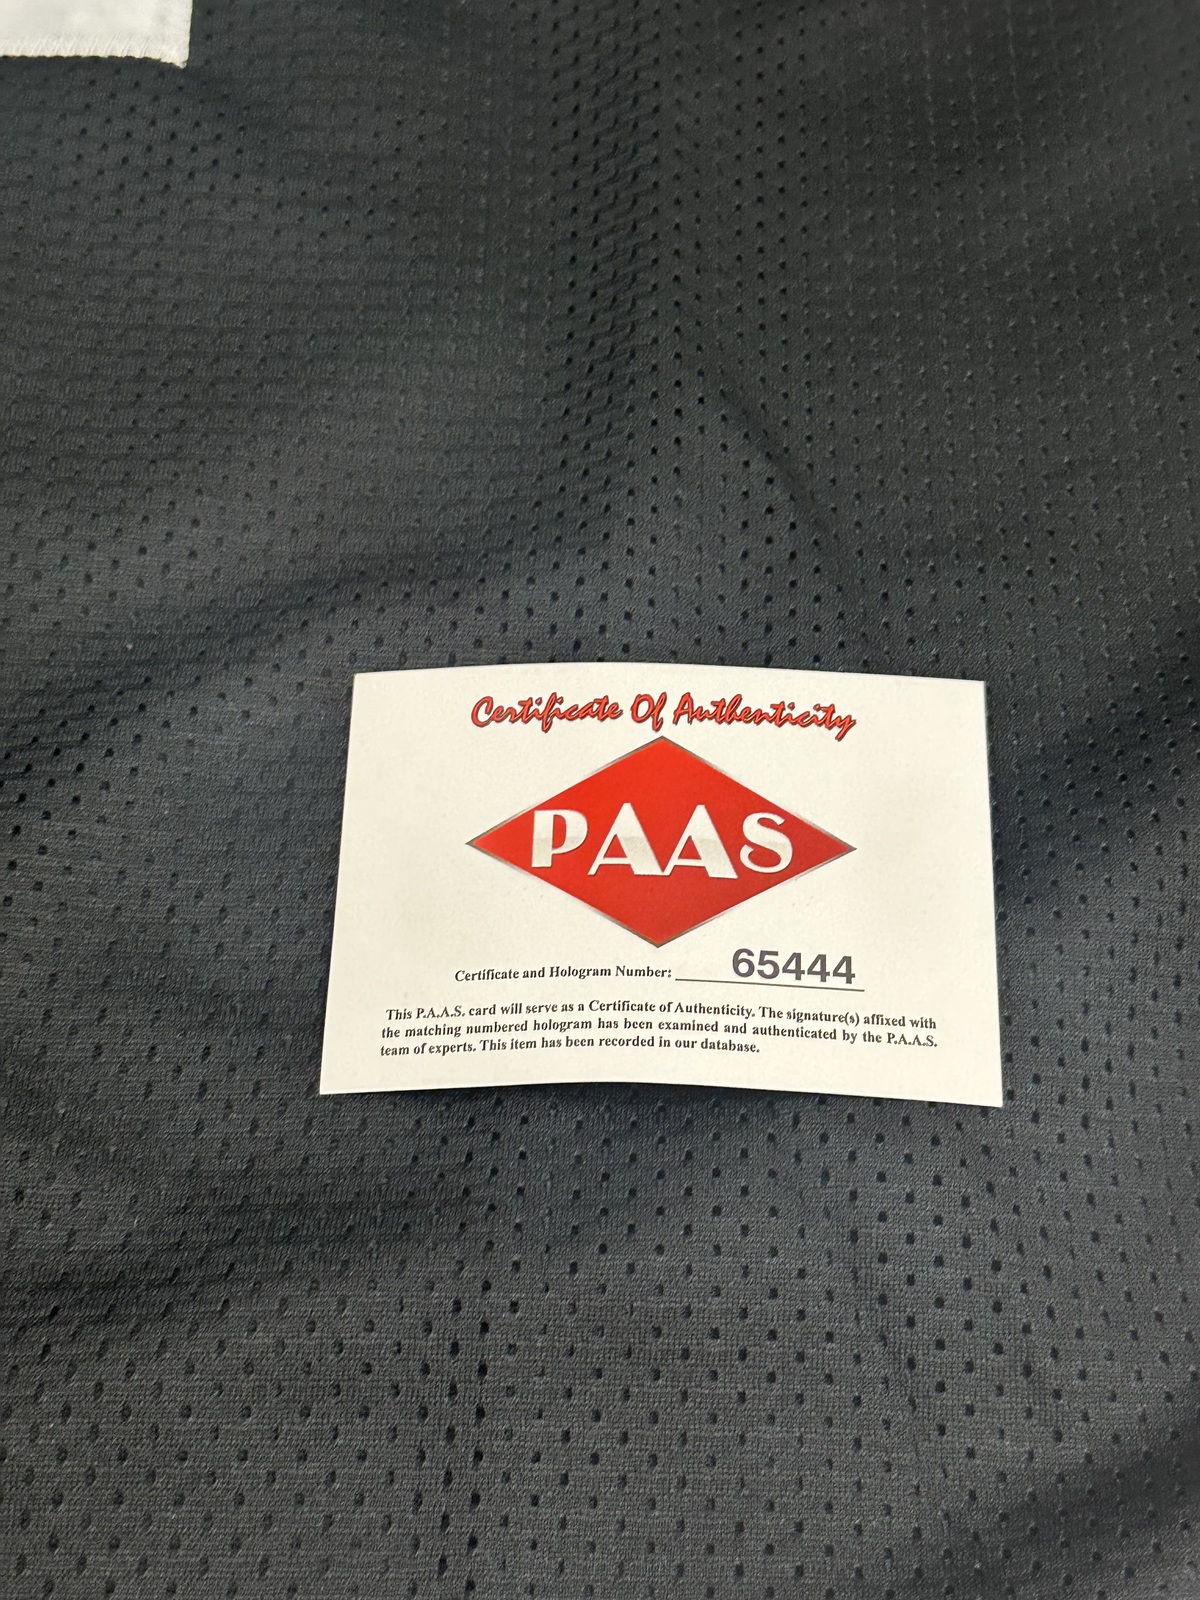 Certificate Of Authenticity
PAAS
Certificate and Hologram Number: 65444
This P.A.A.S. card will serve as a Certificate of Authenticity. The signature(s) affixed with
the matching numbered hologram has been examined and authenticated by the P.A.A.S.
team of experts. This item has been recorded in our database.